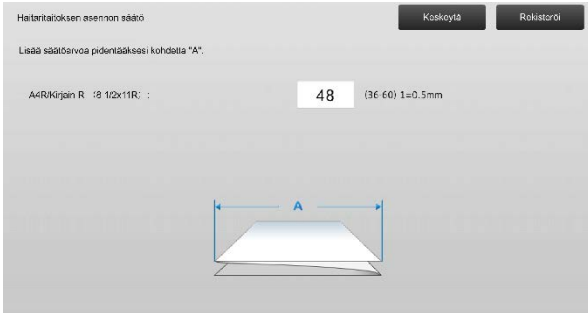 Haitaritaitoksen asennon säätö
Keskeytä
Rekisteröi
Lisää säätöarvoa pidentääksesi kohdetta "A".
A4R/Kirjain R (8 1/2x11R) :
48
(36-60) 1=0.5mm
A